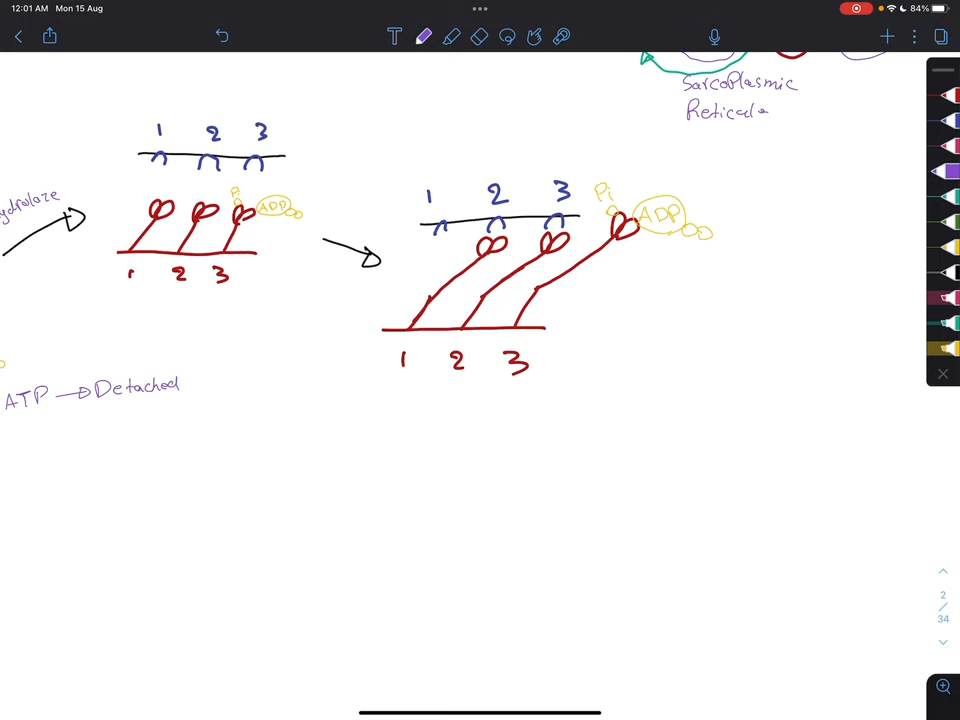 12:01 AM Mon 15 Aug
84%
SarcoPlasmic
1 2 3
Pi
ADP
1 2 3
1 2 3
Pi
ADP
1 2 3
ATP → Detached
2
/
34